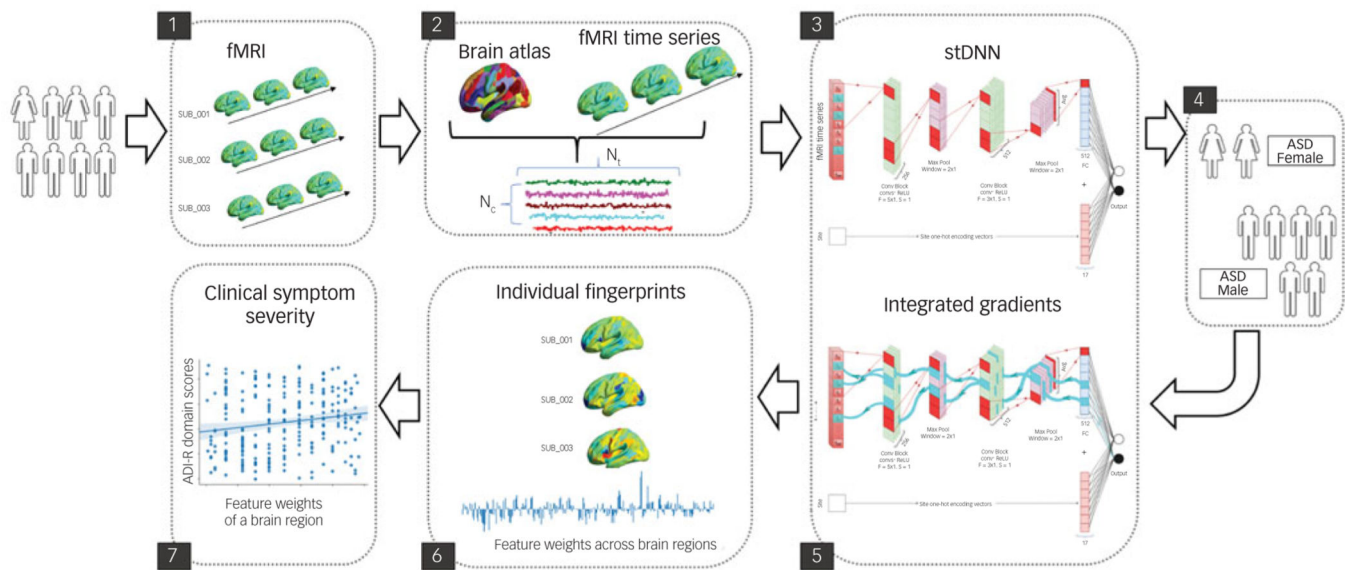 1
fMRI
SUB_001
SUB_002
SUB_003
2
Brain atlas
fMRI time series
Nt
Nc
3
stDNN
fMRI time series
256
Conv Block
conv+ ReLU
F = 5x1, S = 1
Max Pool
Window = 2x1
512
Conv Block
conv+ ReLU
F = 3x1, S = 1
Max Pool
Window = 2x1
Avg
512
FC
+
Output
Site
Site one-hot encoding vectors
17
4
ASD
Female
ASD
Male
Integrated gradients
256
Conv Block
conv+ ReLU
F = 5x1, S = 1
Max Pool
Window = 2x1
512
Conv Block
conv+ ReLU
F = 3x1, S = 1
Max Pool
Window = 2x1
512
FC
+
Output
Site
Site one-hot encoding vectors
17
5
Individual fingerprints
SUB_001
SUB_002
SUB_003
Feature weights across brain regions
6
Clinical symptom
severity
ADI-R domain scores
Feature weights
of a brain region
7